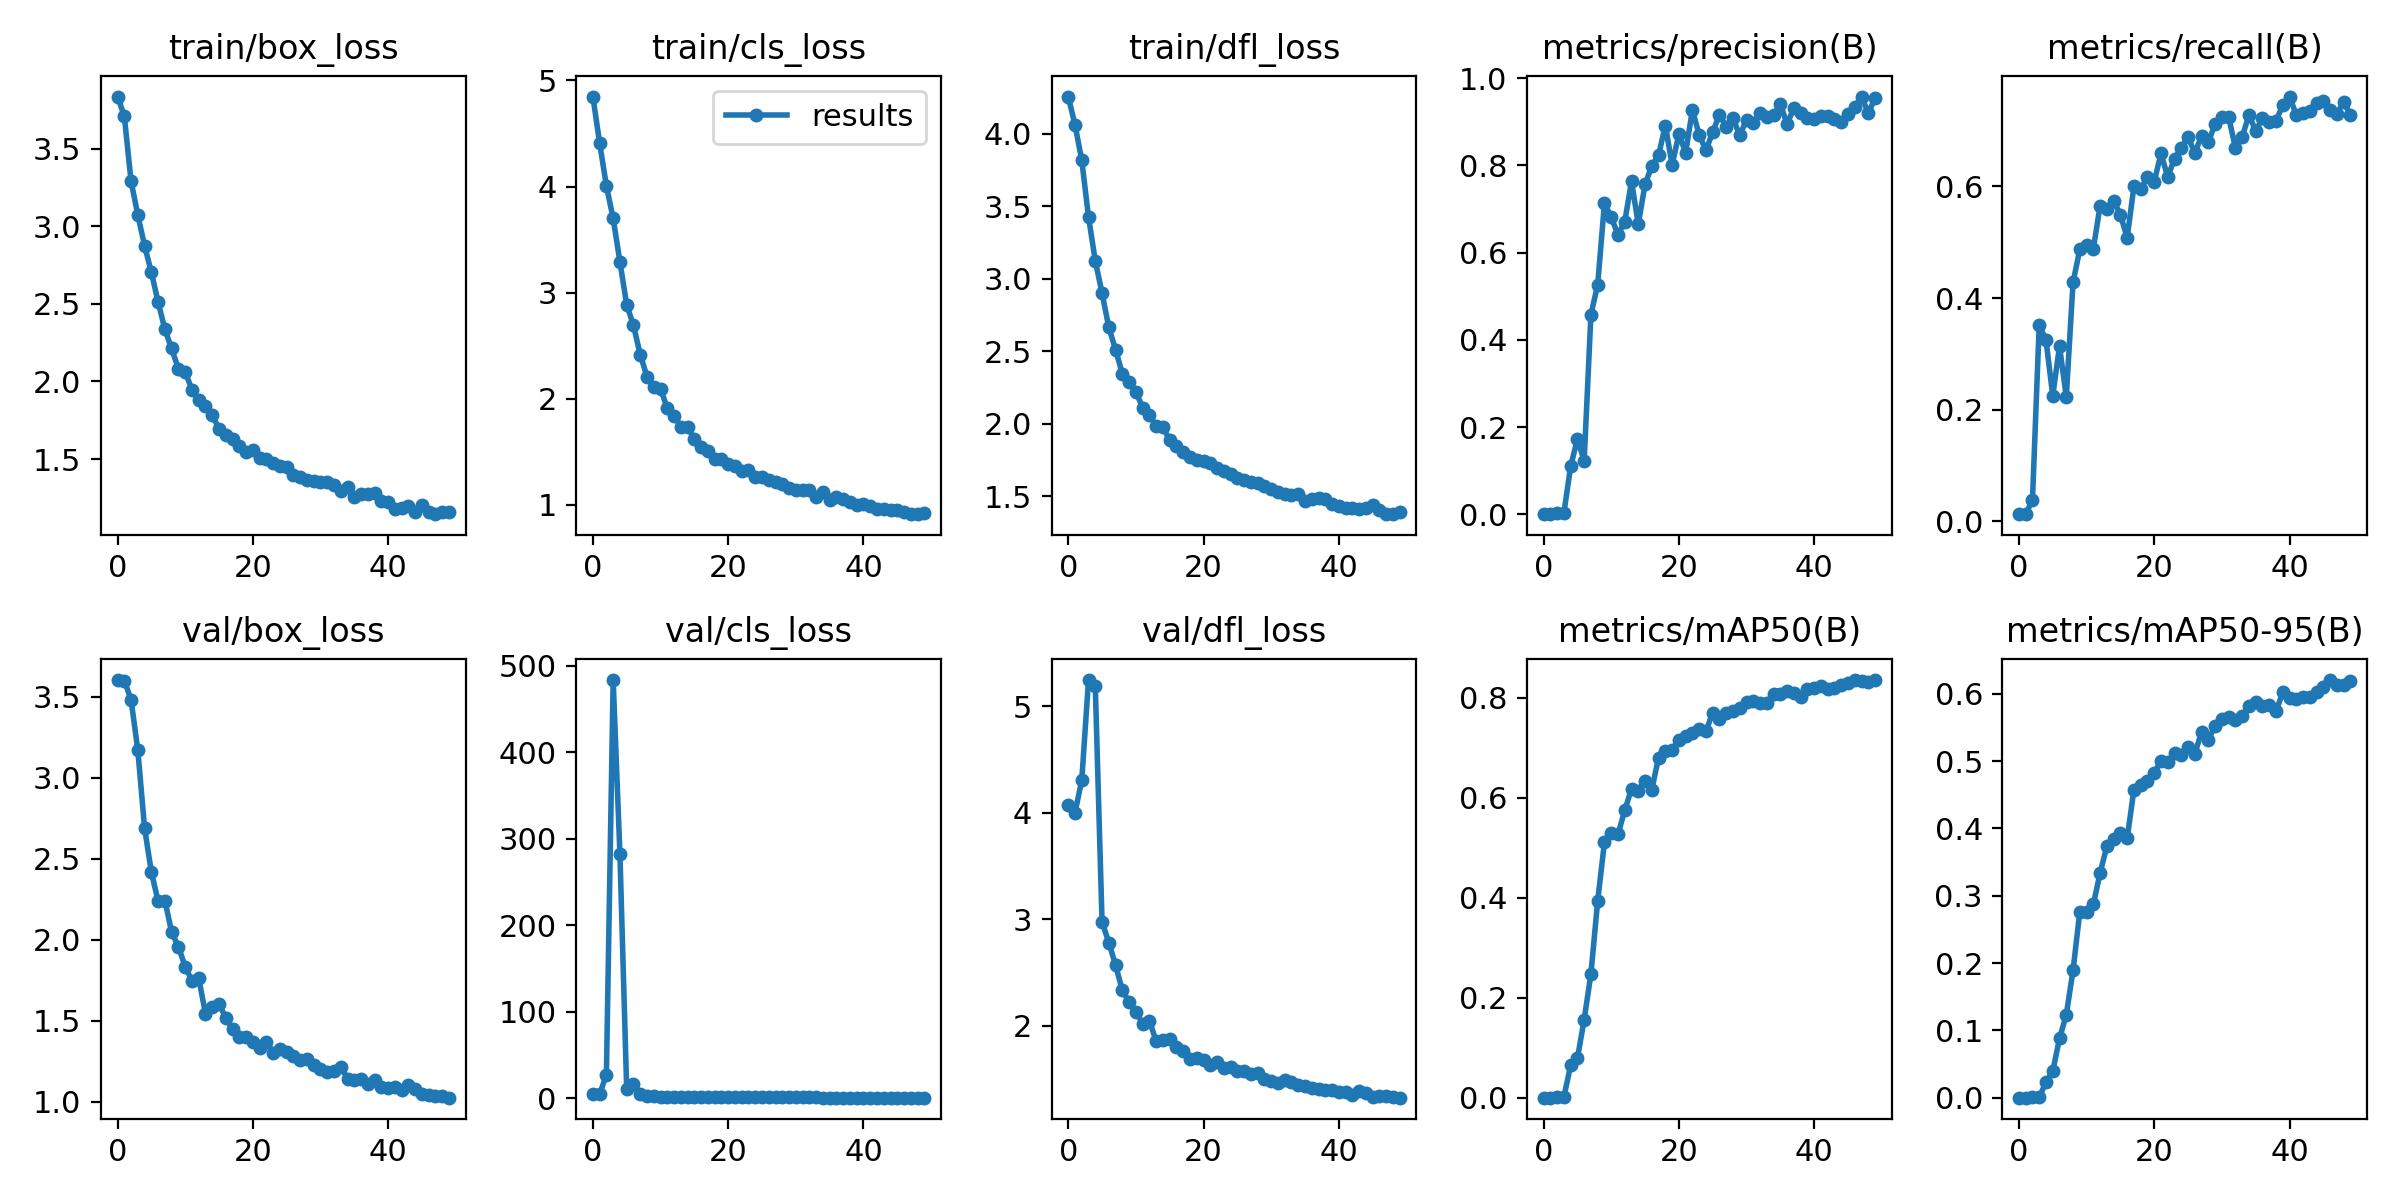 train/box_loss
3.5
3.0
2.5
2.0
1.5
0 20 40
train/cls_loss
results
5
4
3
2
1
0 20 40
train/dfl_loss
4.0
3.5
3.0
2.5
2.0
1.5
0 20 40
metrics/precision(B)
1.0
0.8
0.6
0.4
0.2
0.0
0 20 40
metrics/recall(B)
0.6
0.4
0.2
0.0
0 20 40
val/box_loss
3.5
3.0
2.5
2.0
1.5
1.0
0 20 40
val/cls_loss
500
400
300
200
100
0
0 20 40
val/dfl_loss
5
4
3
2
0 20 40
metrics/mAP50(B)
0.8
0.6
0.4
0.2
0.0
0 20 40
metrics/mAP50-95(B)
0.6
0.5
0.4
0.3
0.2
0.1
0.0
0 20 40